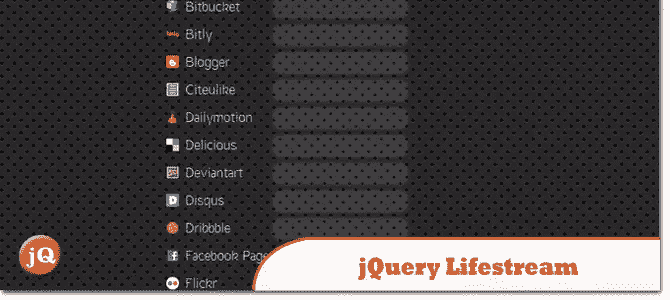 Bitbucket
Bitly
Blogger
Citeulike
Dailymotion
Delicious
Deviantart
Disqus
Dribbble
Facebook Page
Flickr
jQ
jQuery Lifestream